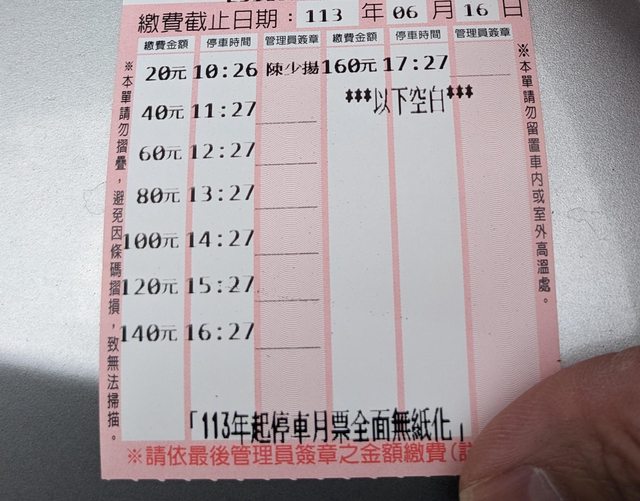 繳費截止日期：113 年 06 月 16 日
繳費金額 停車時間 管理員簽章 繳費金額 停車時間 管理員簽章
20元 10:26 陳少揚 160元 17:27
40元 11:27 ***以下空白***
60元 12:27
80元 13:27
100元 14:27
120元 15:27
140元 16:27
「113年起停車月票全面無紙化」
※請依最後管理員簽章之金額繳費(
※本單請勿摺疊，避免因條碼摺損，致無法掃描。
※本單請勿留置車內或室外高溫處。